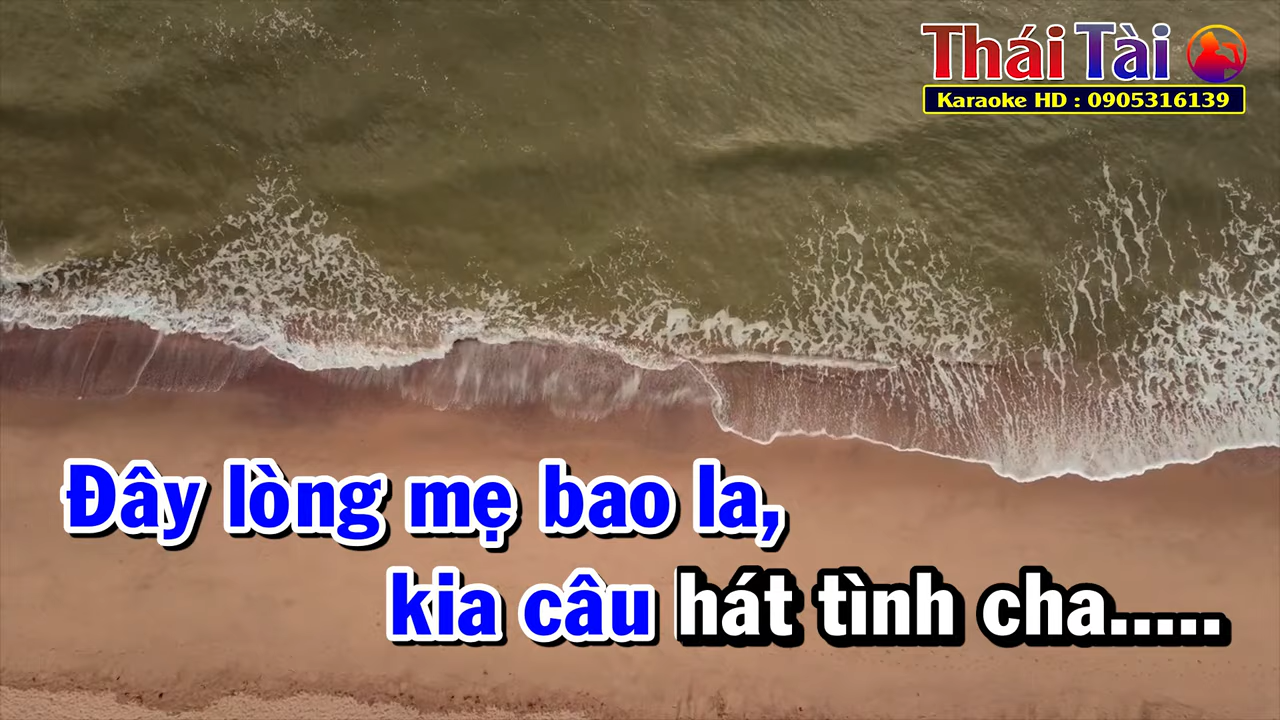 Thái Tài
Karaoke HD : 0905316139
Đây lòng mẹ bao la,
kia câu hát tình cha.....